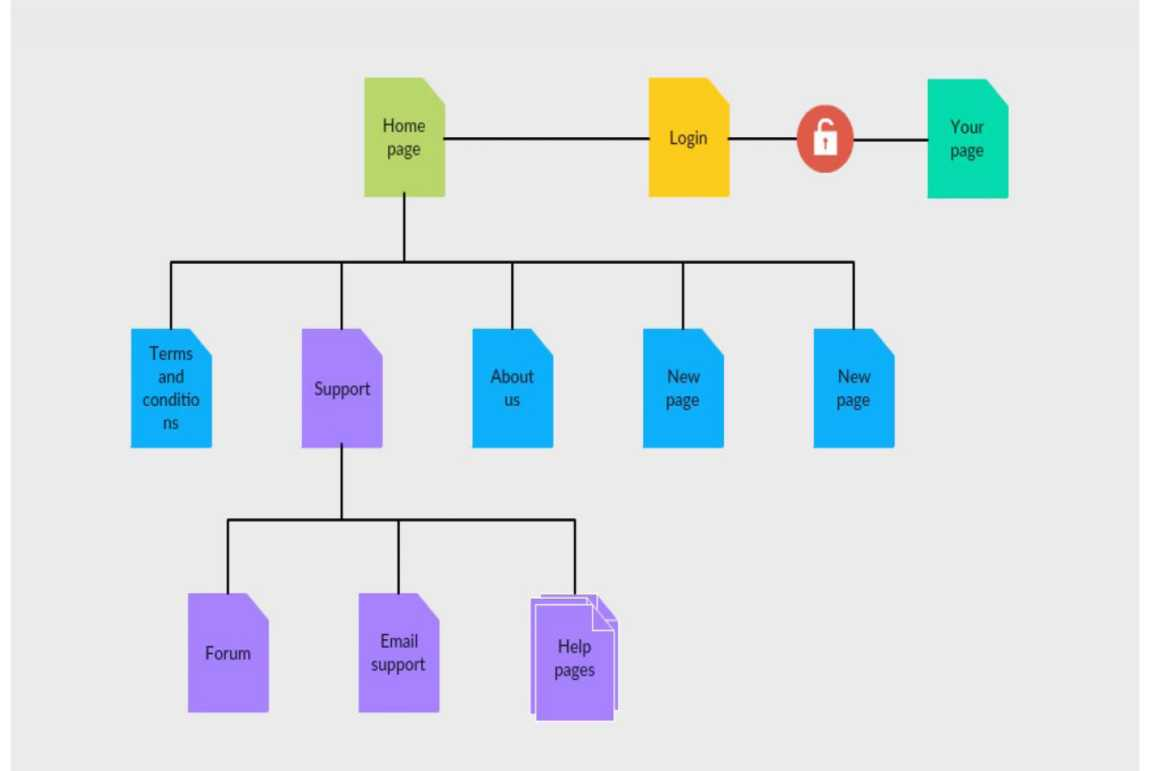 Home
page
Login
Your
page
Terms
and
conditio
ns
Support
About
us
New
page
New
page
Forum
Email
support
Help
pages